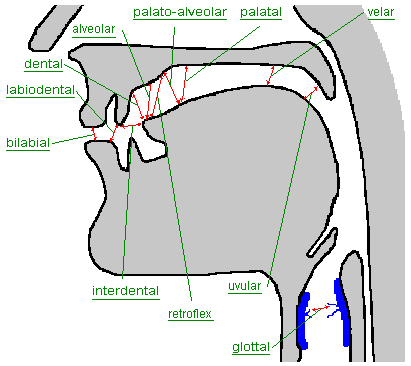 palato-alveolar
palatal
velar
alveolar
dental
labiodental
bilabial
interdental
retroflex
uvular
glottal